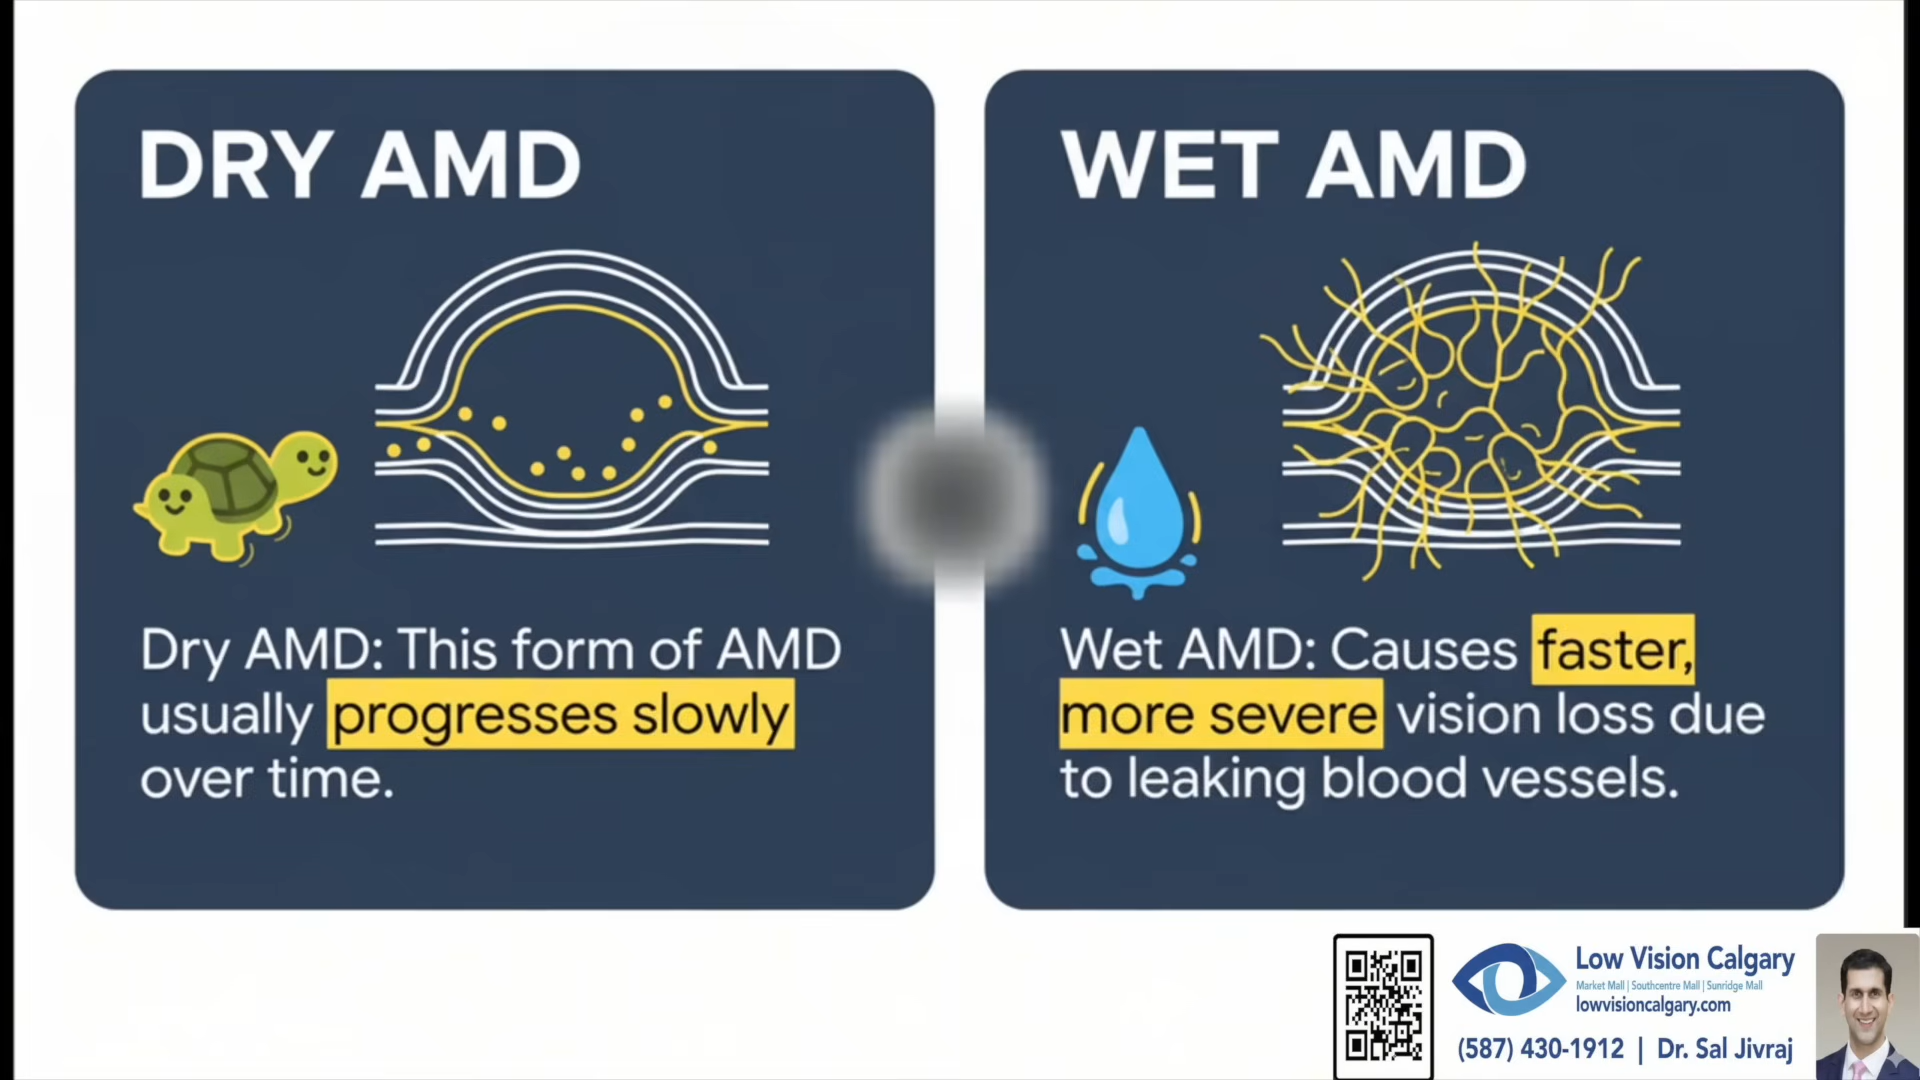 DRY AMD
Dry AMD: This form of AMD
usually progresses slowly
over time.
WET AMD
Wet AMD: Causes faster,
more severe vision loss due
to leaking blood vessels.
Low Vision Calgary
Market Mall | Southcentre Mall | Sunridge Mall
lowvisioncalgary.com
(587) 430-1912 | Dr. Sal Jivraj